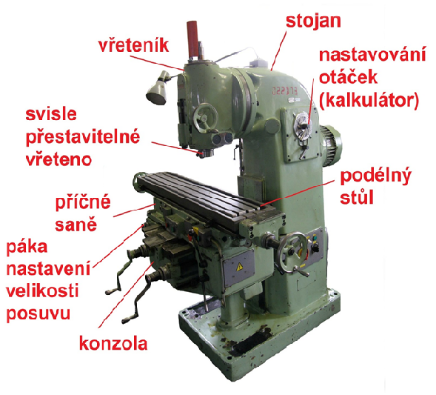 stojan
vřeteník
nastavování
otáček
(kalkulátor)
svisle
přestavitelné
vřeteno
podélný
stůl
příčné
saně
páka
nastavení
velikosti
posuvu
konzola